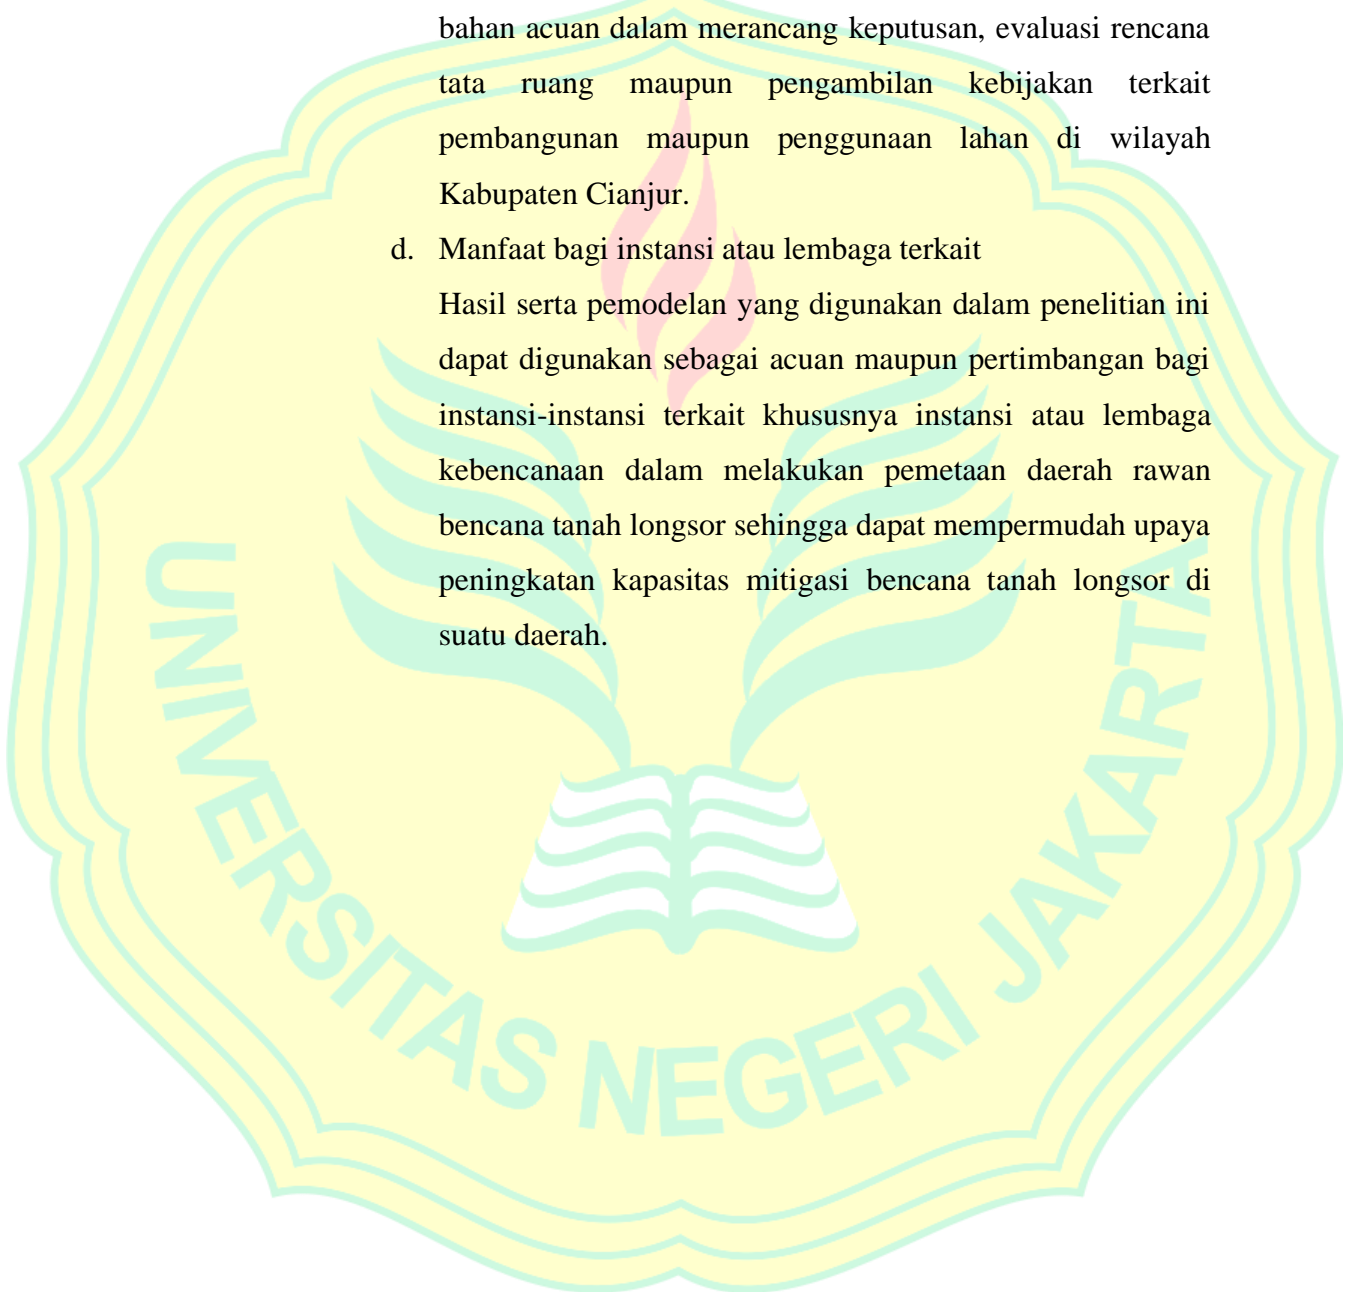 bahan acuan dalam merancang keputusan, evaluasi rencana
tata ruang maupun pengambilan kebijakan terkait
pembangunan maupun penggunaan lahan di wilayah
Kabupaten Cianjur.
d. Manfaat bagi instansi atau lembaga terkait
Hasil serta pemodelan yang digunakan dalam penelitian ini
dapat digunakan sebagai acuan maupun pertimbangan bagi
instansi-instansi terkait khususnya instansi atau lembaga
kebencanaan dalam melakukan pemetaan daerah rawan
bencana tanah longsor sehingga dapat mempermudah upaya
peningkatan kapasitas mitigasi bencana tanah longsor di
suatu daerah.
UNIVERSITAS NEGERI JAKARTA